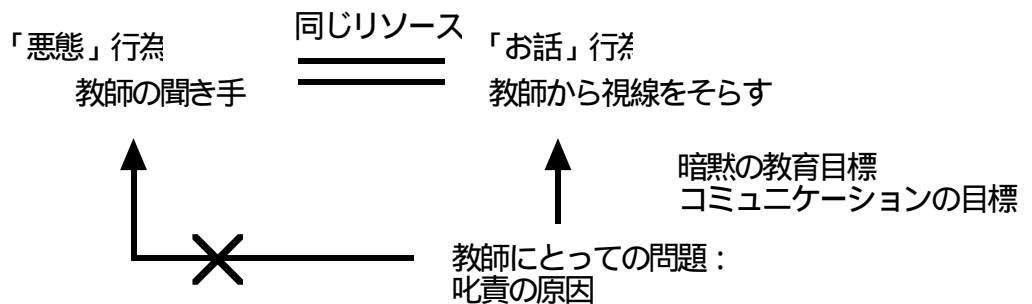 同じリソース
「悪態」行為
教師の聞き手
「お話」行為
教師から視線をそらす
暗黙の教育目標
コミュニケーションの目標
教師にとっての問題：
叱責の原因